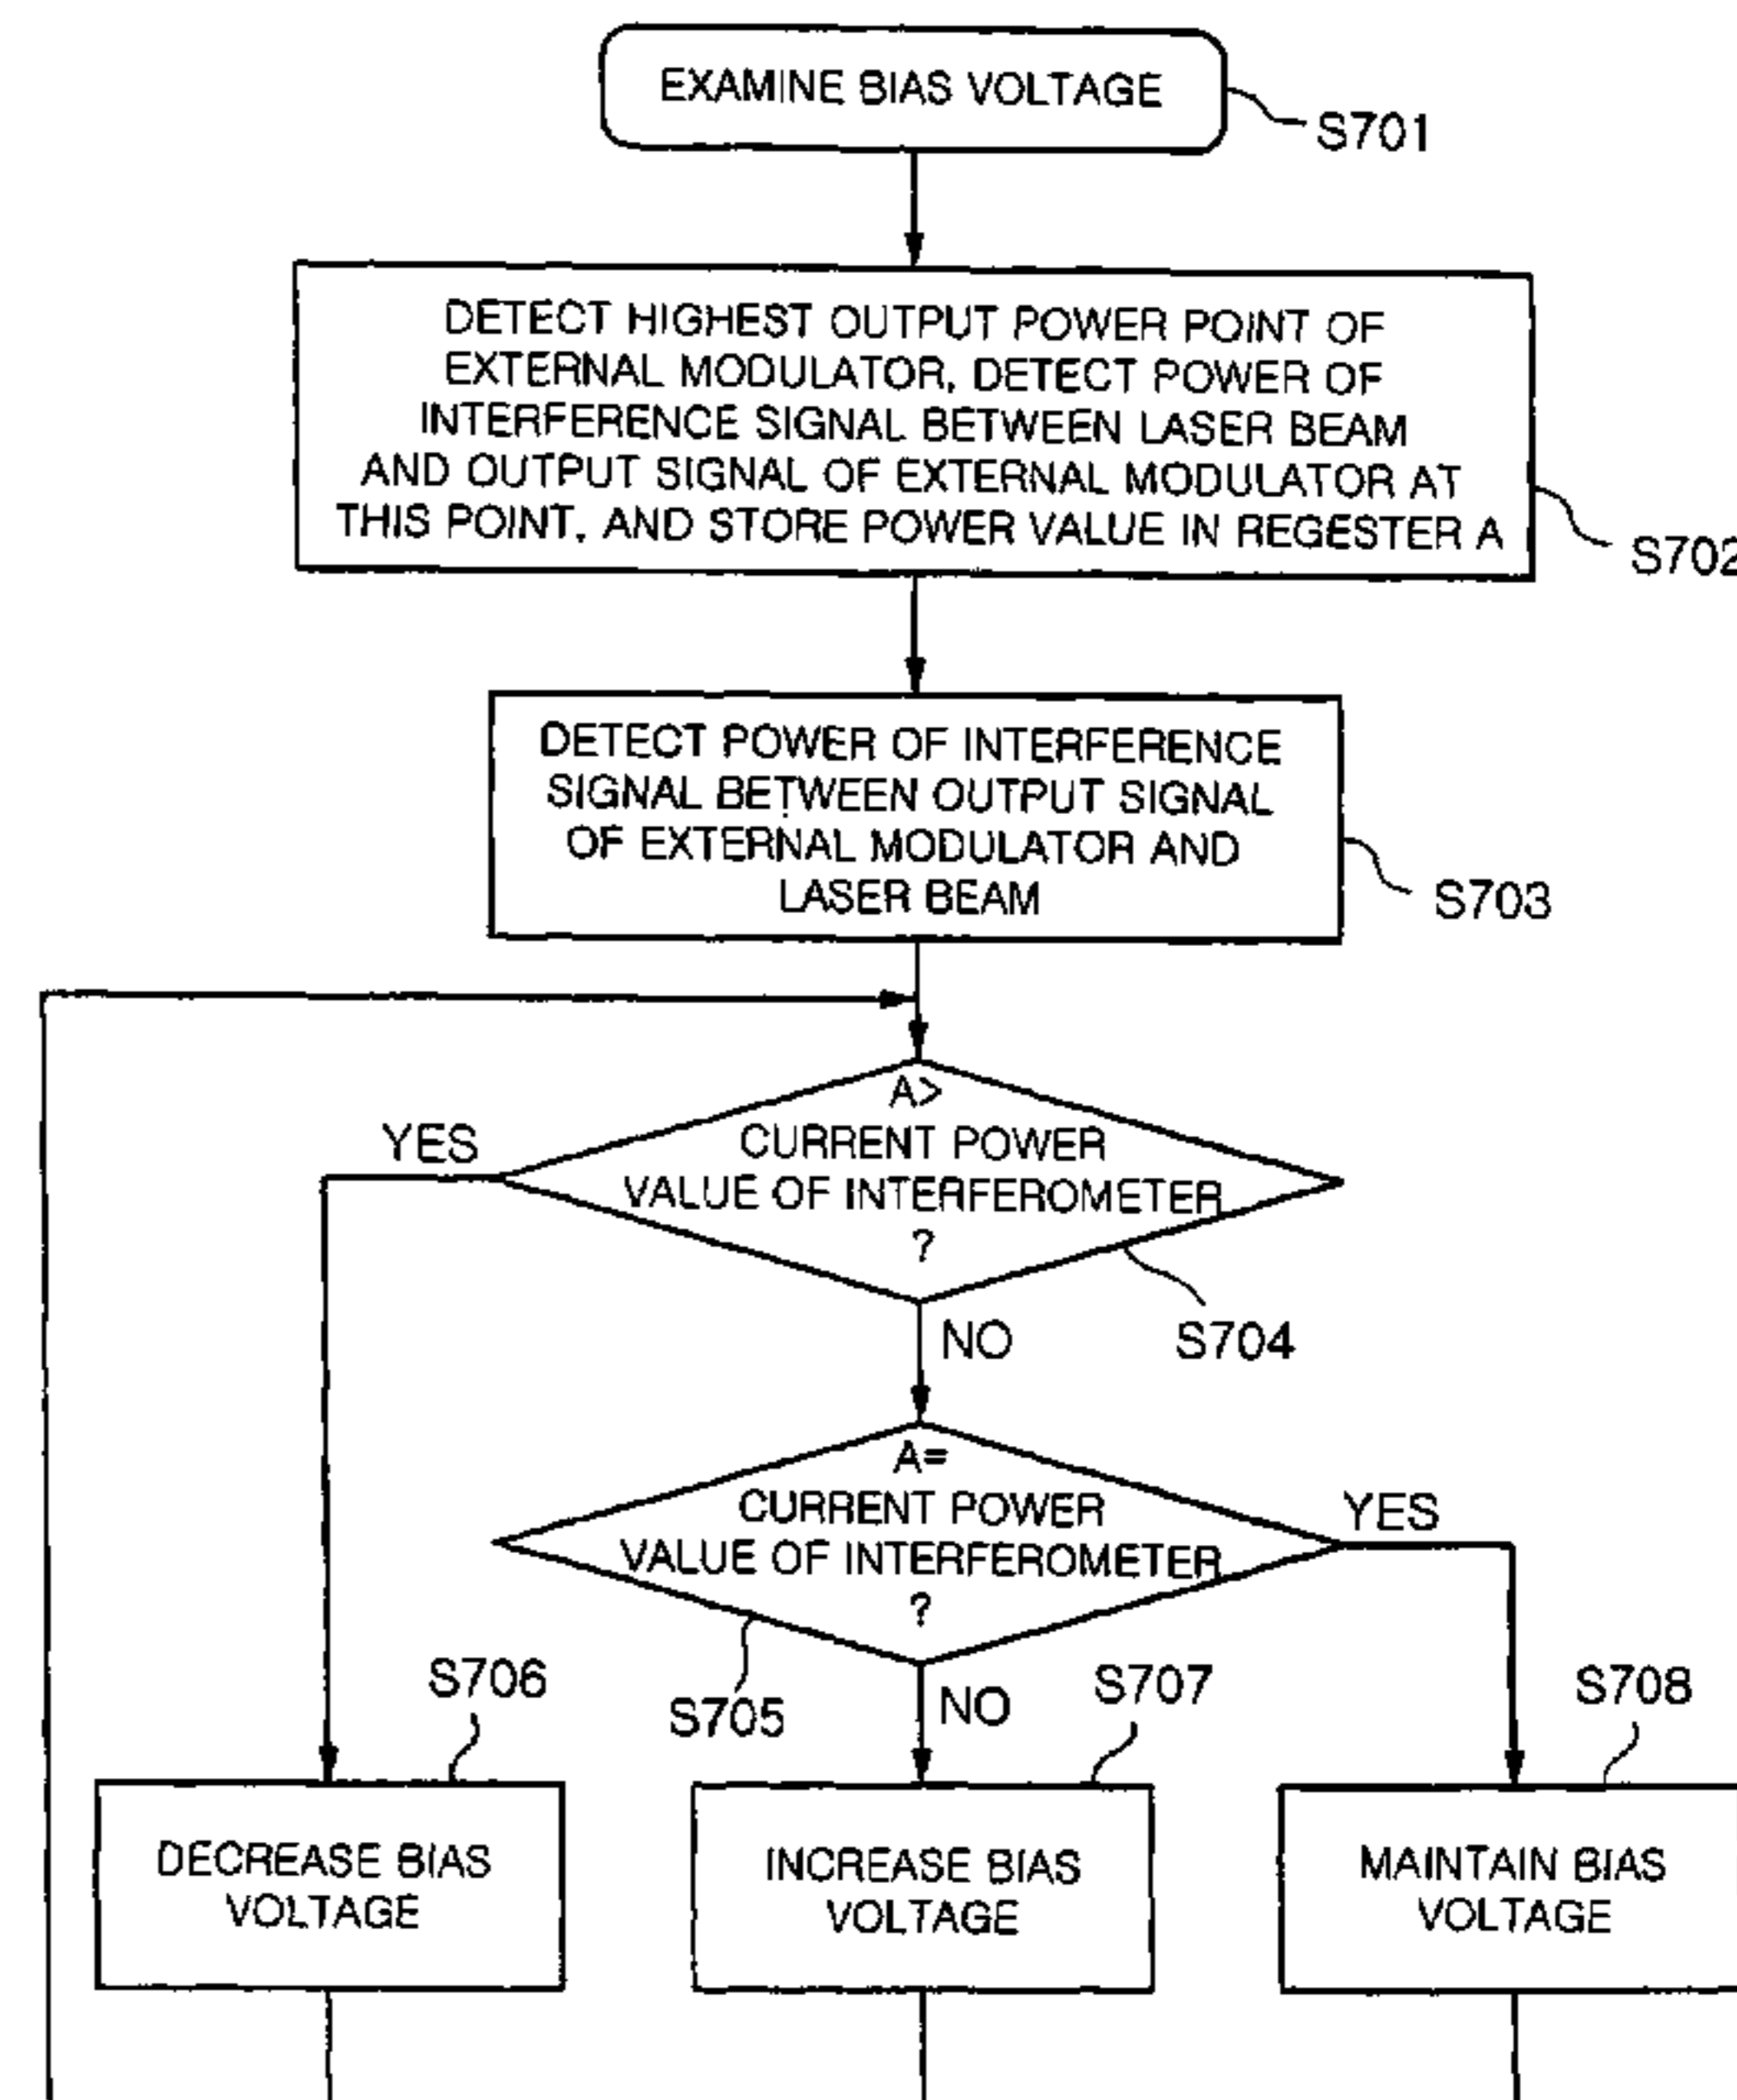 EXAMINE BIAS VOLTAGE
S701
DETECT HIGHEST OUTPUT POWER POINT OF
EXTERNAL MODULATOR, DETECT POWER OF
INTERFERENCE SIGNAL BETWEEN LASER BEAM
AND OUTPUT SIGNAL OF EXTERNAL MODULATOR AT
THIS POINT, AND STORE POWER VALUE IN REGESTER A
S702
DETECT POWER OF INTERFERENCE
SIGNAL BETWEEN OUTPUT SIGNAL
OF EXTERNAL MODULATOR AND
LASER BEAM
S703
A>
CURRENT POWER
VALUE OF INTERFEROMETER
?
YES
NO
S704
A=
CURRENT POWER
VALUE OF INTERFEROMETER
?
YES
S705
NO
S706
DECREASE BIAS
VOLTAGE
S707
INCREASE BIAS
VOLTAGE
S708
MAINTAIN BIAS
VOLTAGE